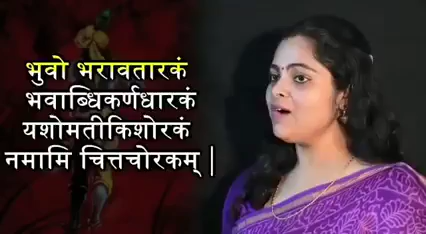 भुवो भरावतारकं
भवाब्धिकर्णधारकं
यशोमतीकिशोरकं
नमामि चित्तचोरकम् |